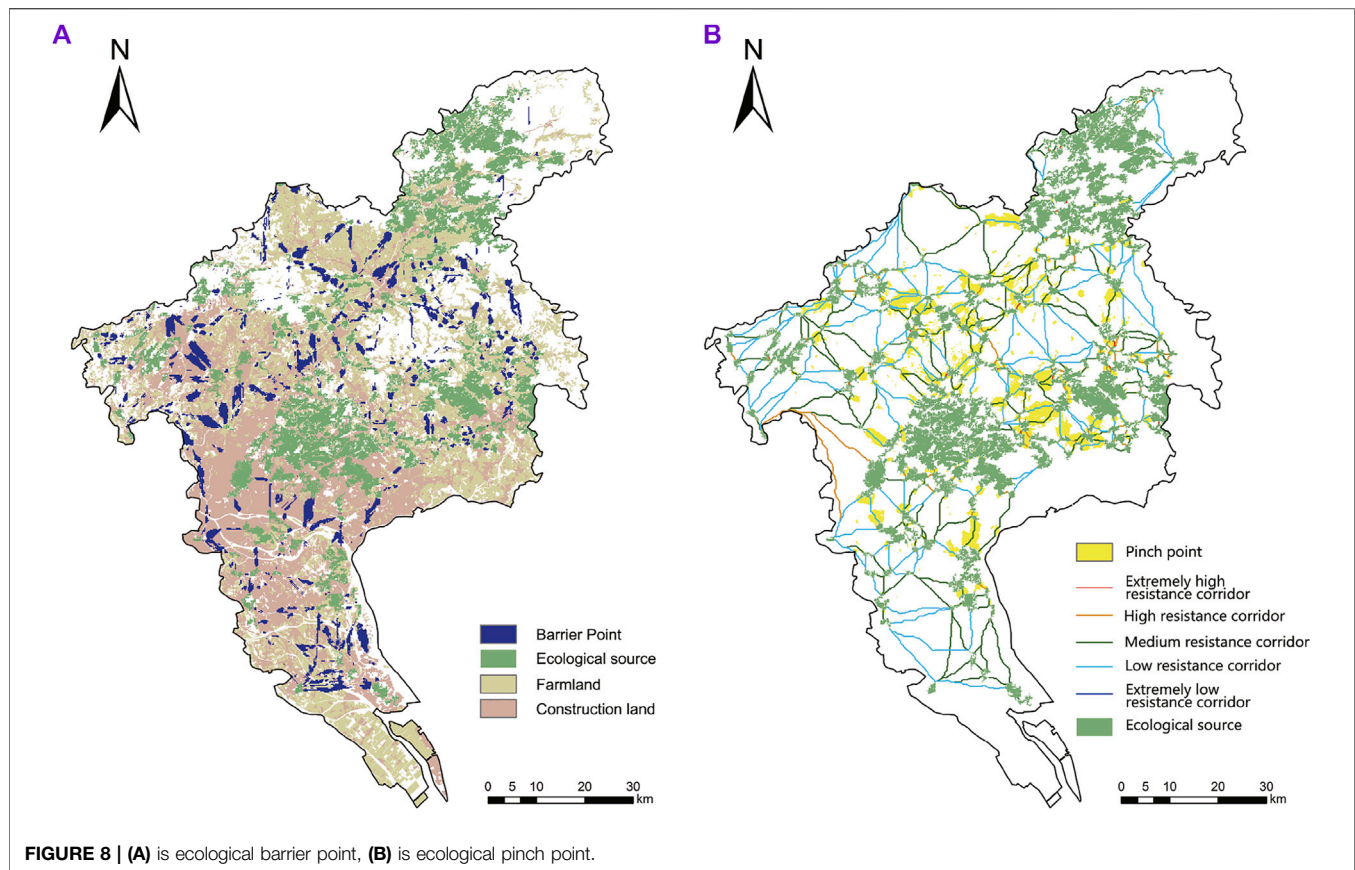 A
N
Barrier Point
Ecological source
Farmland
Construction land
0 5 10 20 30
km
B
N
Pinch point
Extremely high
resistance corridor
High resistance corridor
Medium resistance corridor
Low resistance corridor
Extremely low
resistance corridor
Ecological source
0 5 10 20 30
km
FIGURE 8 | (A) is ecological barrier point, (B) is ecological pinch point.